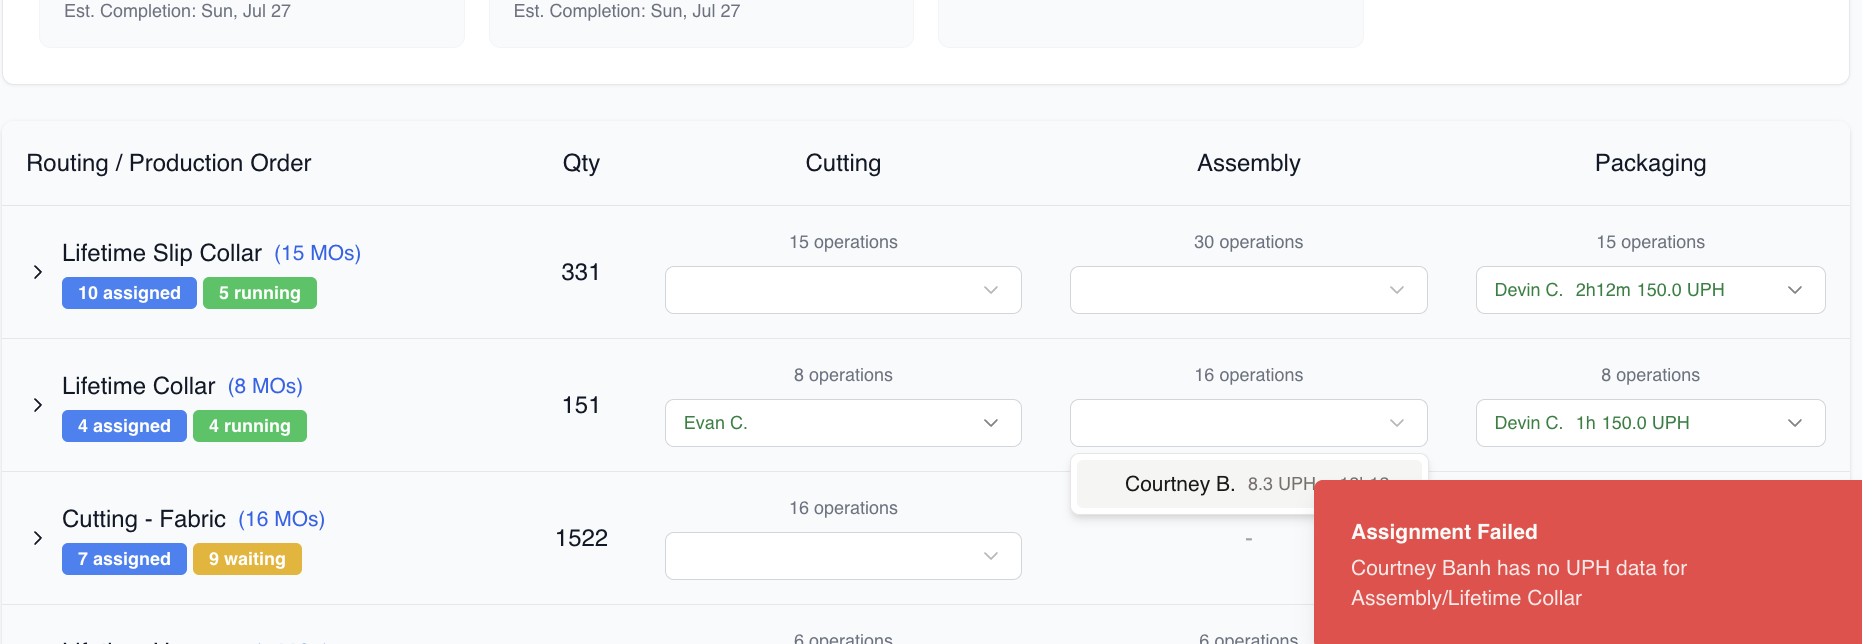 Est. Completion: Sun, Jul 27
Est. Completion: Sun, Jul 27
Routing / Production Order
Qty
Cutting
Assembly
Packaging
Lifetime Slip Collar (15 MOs)
10 assigned
5 running
331
15 operations
30 operations
15 operations
Devin C. 2h12m 150.0 UPH
Lifetime Collar (8 MOs)
4 assigned
4 running
151
8 operations
Evan C.
16 operations
8 operations
Devin C. 1h 150.0 UPH
Courtney B. 8.3 UPH
Cutting - Fabric (16 MOs)
7 assigned
9 waiting
1522
16 operations
-
Assignment Failed
Courtney Banh has no UPH data for
Assembly/Lifetime Collar
6 operations
6 operations